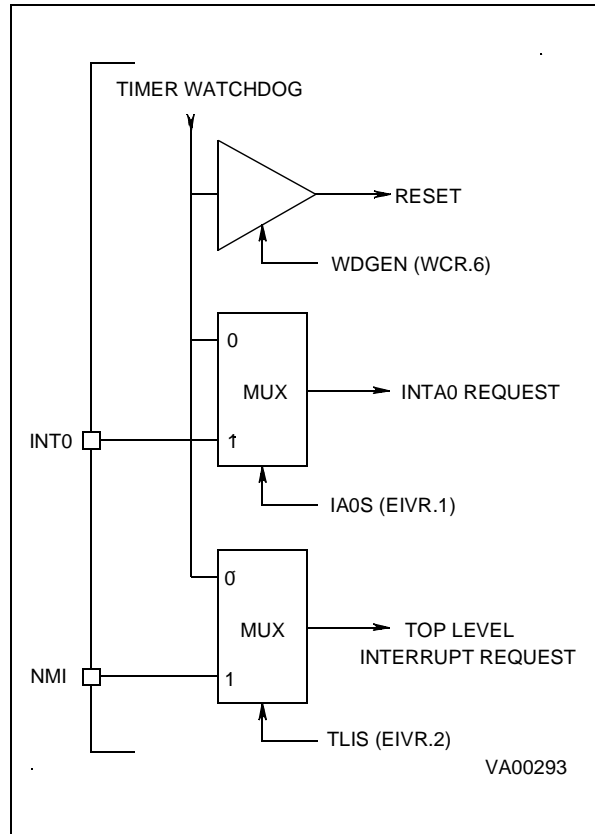 TIMER WATCHDOG
RESET
WDGEN (WCR.6)
0
MUX
INTA0 REQUEST
INT0
1
IA0S (EIVR.1)
0
MUX
TOP LEVEL
INTERRUPT REQUEST
NMI
1
TLIS (EIVR.2)
VA00293